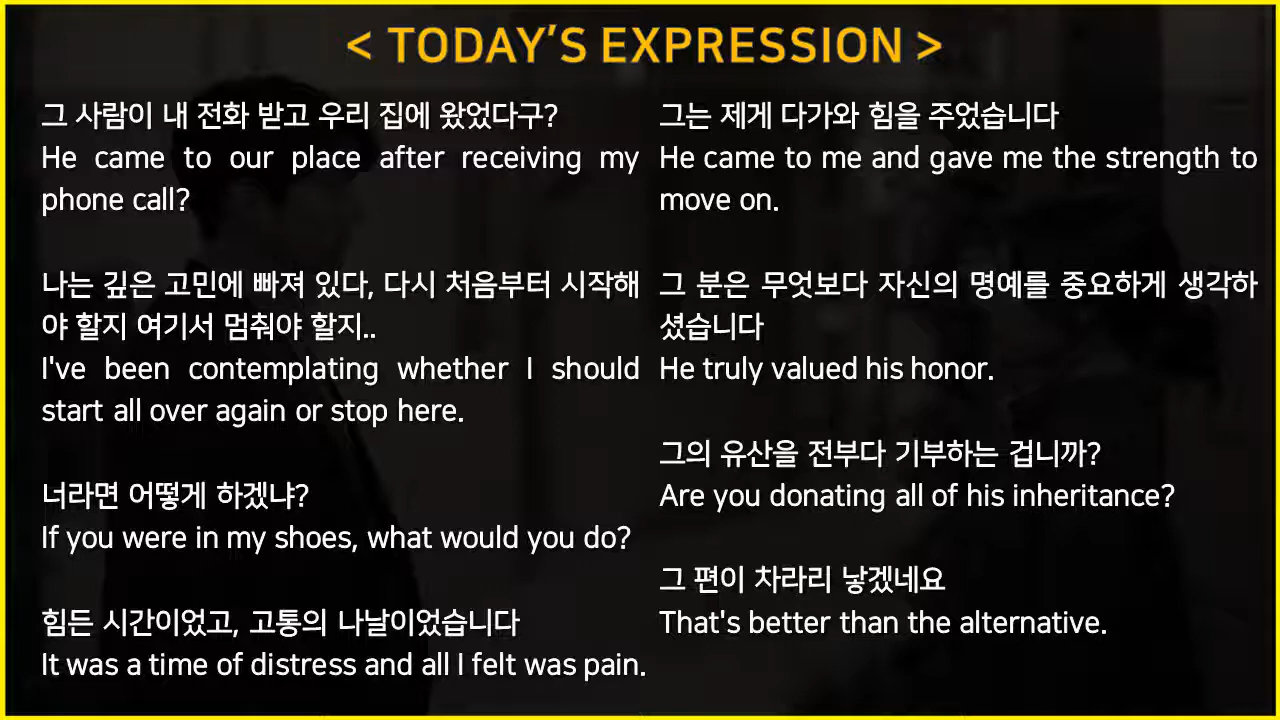 < TODAY'S EXPRESSION >
그 사람이 내 전화 받고 우리 집에 왔었다구?
He came to our place after receiving my
phone call?
나는 깊은 고민에 빠져 있다, 다시 처음부터 시작해
야 할지 여기서 멈춰야 할지..
I've been contemplating whether I should
start all over again or stop here.
너라면 어떻게 하겠냐?
If you were in my shoes, what would you do?
힘든 시간이었고, 고통의 나날이었습니다
It was a time of distress and all I felt was pain.
그는 제게 다가와 힘을 주었습니다
He came to me and gave me the strength to
move on.
그 분은 무엇보다 자신의 명예를 중요하게 생각하
셨습니다
He truly valued his honor.
그의 유산을 전부다 기부하는 겁니까?
Are you donating all of his inheritance?
그 편이 차라리 낳겠네요
That's better than the alternative.